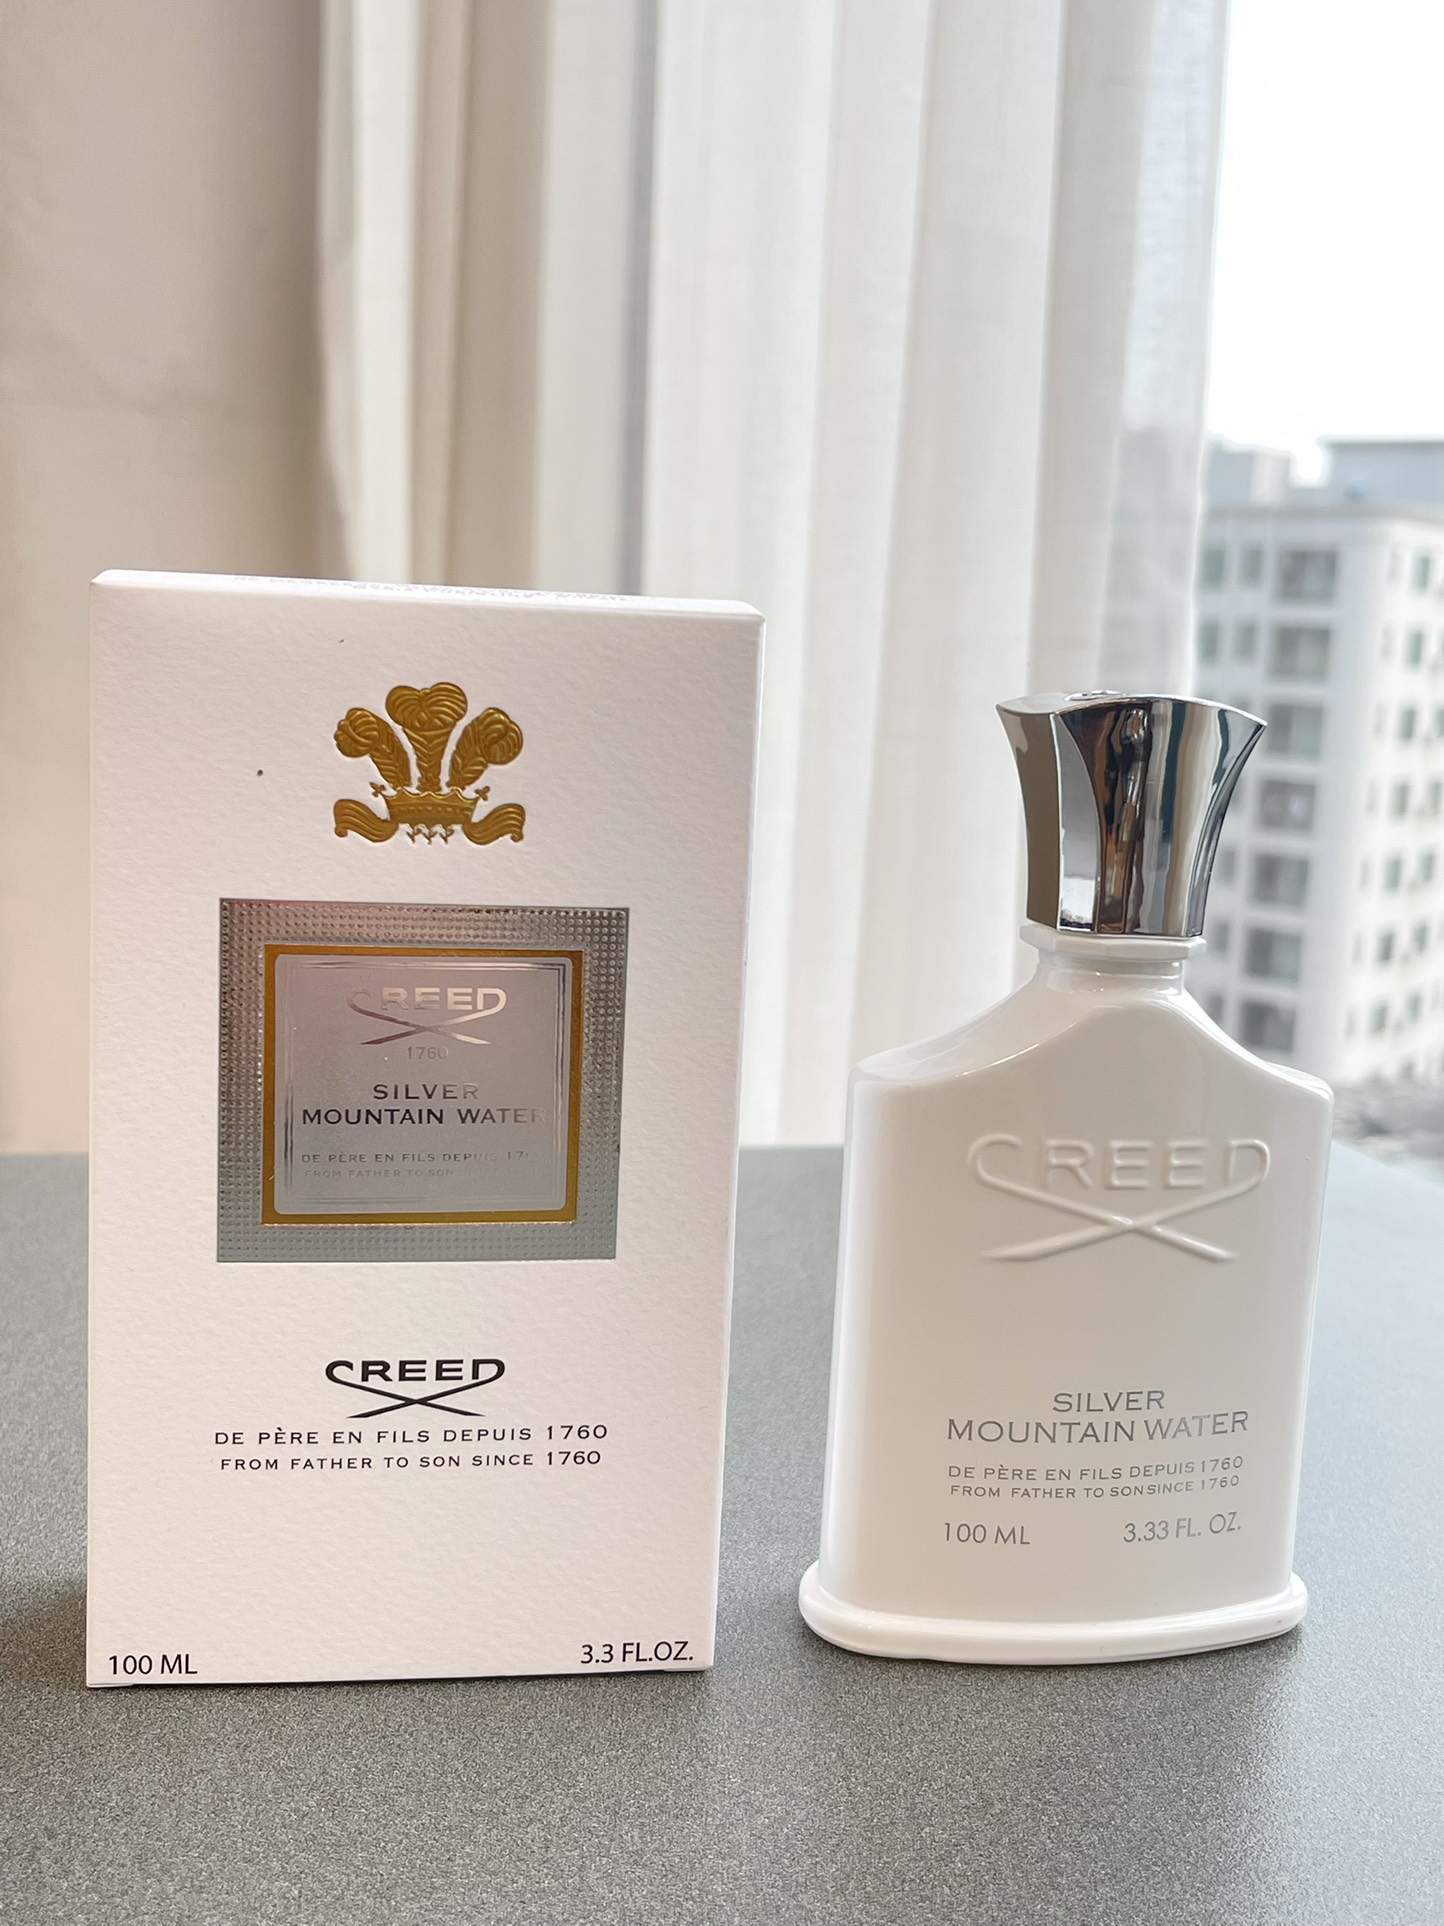 CREED
1760
SILVER
MOUNTAIN WATER
DE PÈRE EN FILS DEPUIS
FROM FATHER TO SON
CREED
DE PÈRE EN FILS DEPUIS 1760
FROM FATHER TO SON SINCE 1760
100 ML 3.3 FL.OZ.
CREED
SILVER
MOUNTAIN WATER
DE PÈRE EN FILS DEPUIS 1760
FROM FATHER TO SON SINCE 1760
100 ML 3.33 FL. OZ.